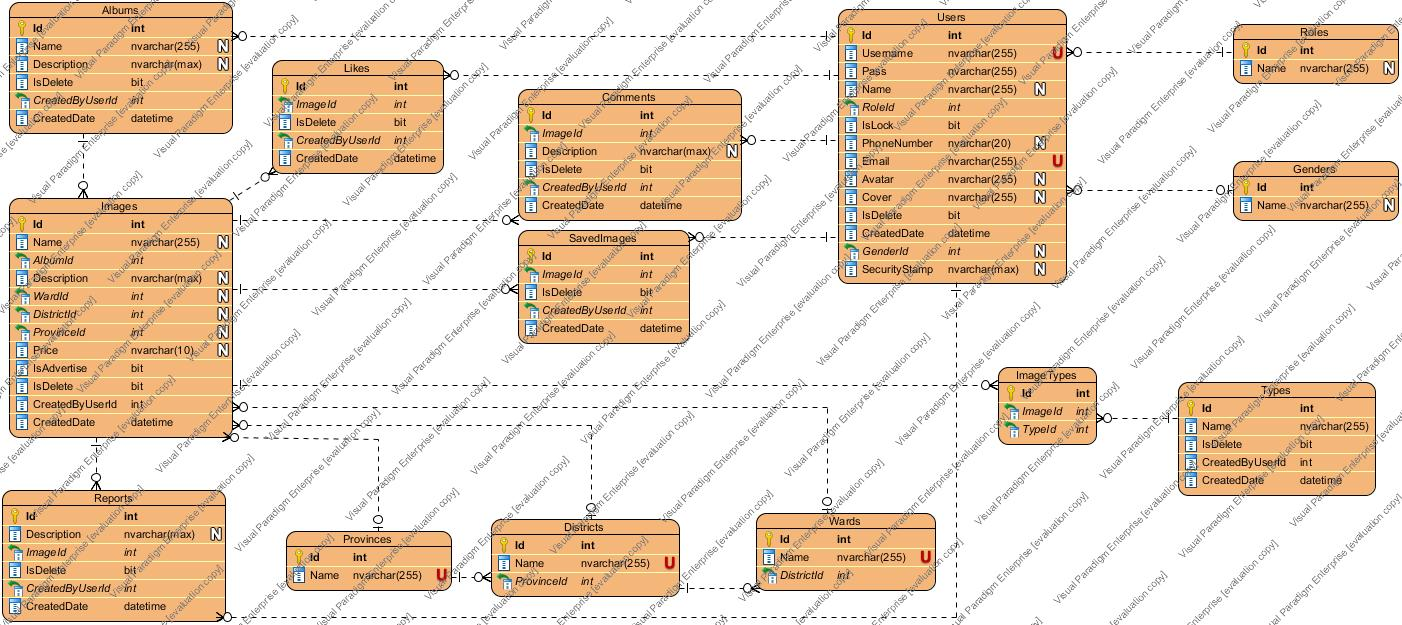 Albums
Id int
Name nvarchar(255) N
Description nvarchar(max) N
IsDelete bit
CreatedByUserId int
CreatedDate datetime
Likes
Id int
ImageId int
IsDelete bit
CreatedByUserId int
CreatedDate datetime
Comments
Id int
ImageId int
Description nvarchar(max) N
IsDelete bit
CreatedByUserId int
CreatedDate datetime
Users
Id int
Username nvarchar(255) U
Pass nvarchar(255)
Name nvarchar(255) N
RoleId int
IsLock bit
PhoneNumber nvarchar(20) N
Email nvarchar(255) U
Avatar nvarchar(255) N
Cover nvarchar(255) N
IsDelete bit
CreatedDate datetime
GenderId int N
SecurityStamp nvarchar(max) N
Roles
Id int
Name nvarchar(255) N
Genders
Id int
Name nvarchar(255) N
Images
Id int
Name nvarchar(255) N
AlbumId int
Description nvarchar(max) N
WardId int N
DistrictId int N
ProvinceId int N
Price nvarchar(10) N
IsAdvertise bit
IsDelete bit
CreatedByUserId int
CreatedDate datetime
SavedImages
Id int
ImageId int
IsDelete bit
CreatedByUserId int
CreatedDate datetime
ImageTypes
Id int
ImageId int
TypeId int
Types
Id int
Name nvarchar(255)
IsDelete bit
CreatedByUserId int
CreatedDate datetime
Reports
Id int
Description nvarchar(max) N
ImageId int
IsDelete bit
CreatedByUserId int
CreatedDate datetime
Provinces
Id int
Name nvarchar(255) U
Districts
Id int
Name nvarchar(255) U
ProvinceId int
Wards
Id int
Name nvarchar(255) U
DistrictId int
Visual Paradigm Enterprise [evaluation copy]